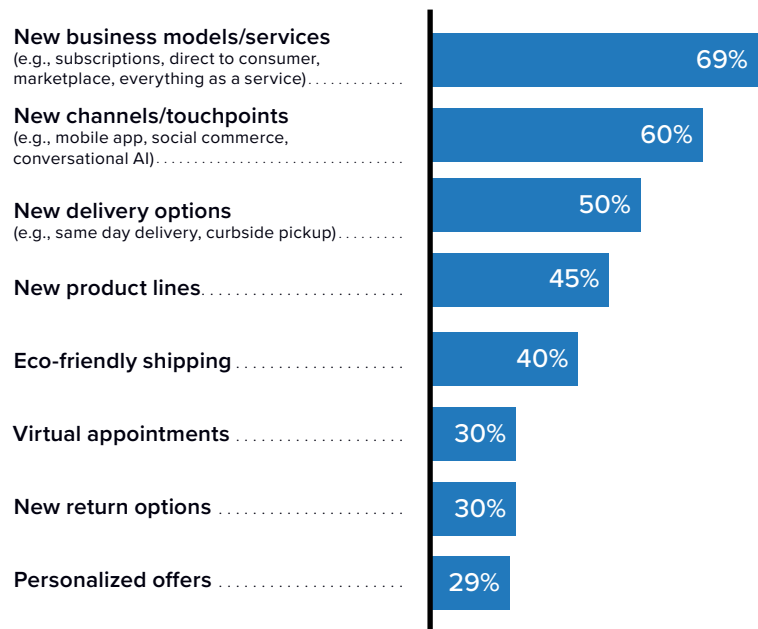 New business models/services
(e.g., subscriptions, direct to consumer,
marketplace, everything as a service)
69%
New channels/touchpoints
(e.g., mobile app, social commerce,
conversational AI)
60%
New delivery options
(e.g., same day delivery, curbside pickup)
50%
New product lines
45%
Eco-friendly shipping
40%
Virtual appointments
30%
New return options
30%
Personalized offers
29%